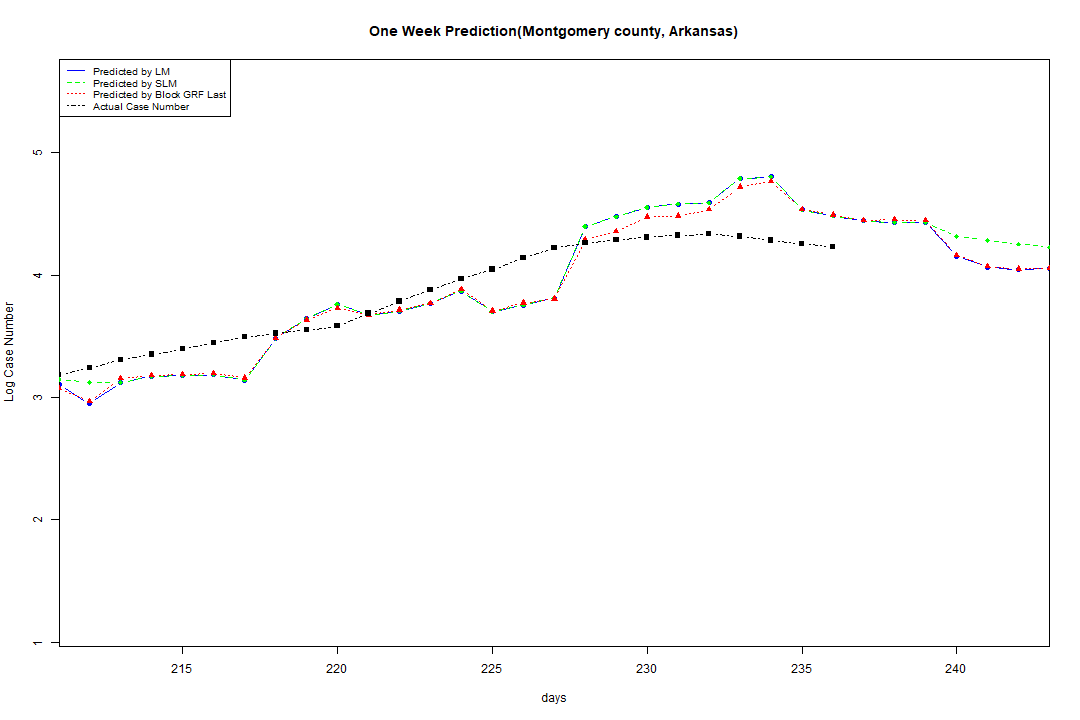 One Week Prediction(Montgomery county, Arkansas)
Predicted by LM
Predicted by SLM
Predicted by Block GRF Last
Actual Case Number
5
4
3
2
1
Log Case Number
215 220 225 230 235 240
days